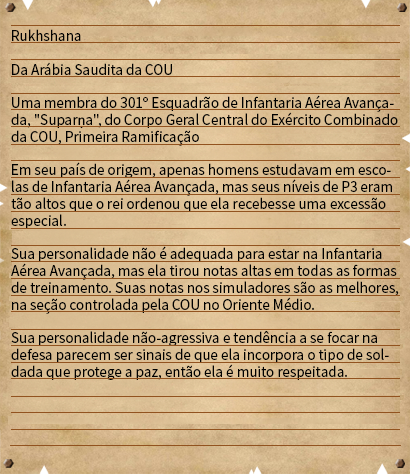 Rukhshana
Da Arábia Saudita da COU
Uma membra do 301º Esquadrão de Infantaria Aérea Avança-
da, "Suparna", do Corpo Geral Central do Exército Combinado
da COU, Primeira Ramificação
Em seu país de origem, apenas homens estudavam em esco-
las de Infantaria Aérea Avançada, mas seus níveis de P3 eram
tão altos que o rei ordenou que ela recebesse uma excessão
especial.
Sua personalidade não é adequada para estar na Infantaria
Aérea Avançada, mas ela tirou notas altas em todas as formas
de treinamento. Suas notas nos simuladores são as melhores,
na seção controlada pela COU no Oriente Médio.
Sua personalidade não-agressiva e tendência a se focar na
defesa parecem ser sinais de que ela incorpora o tipo de sol-
dada que protege a paz, então ela é muito respeitada.